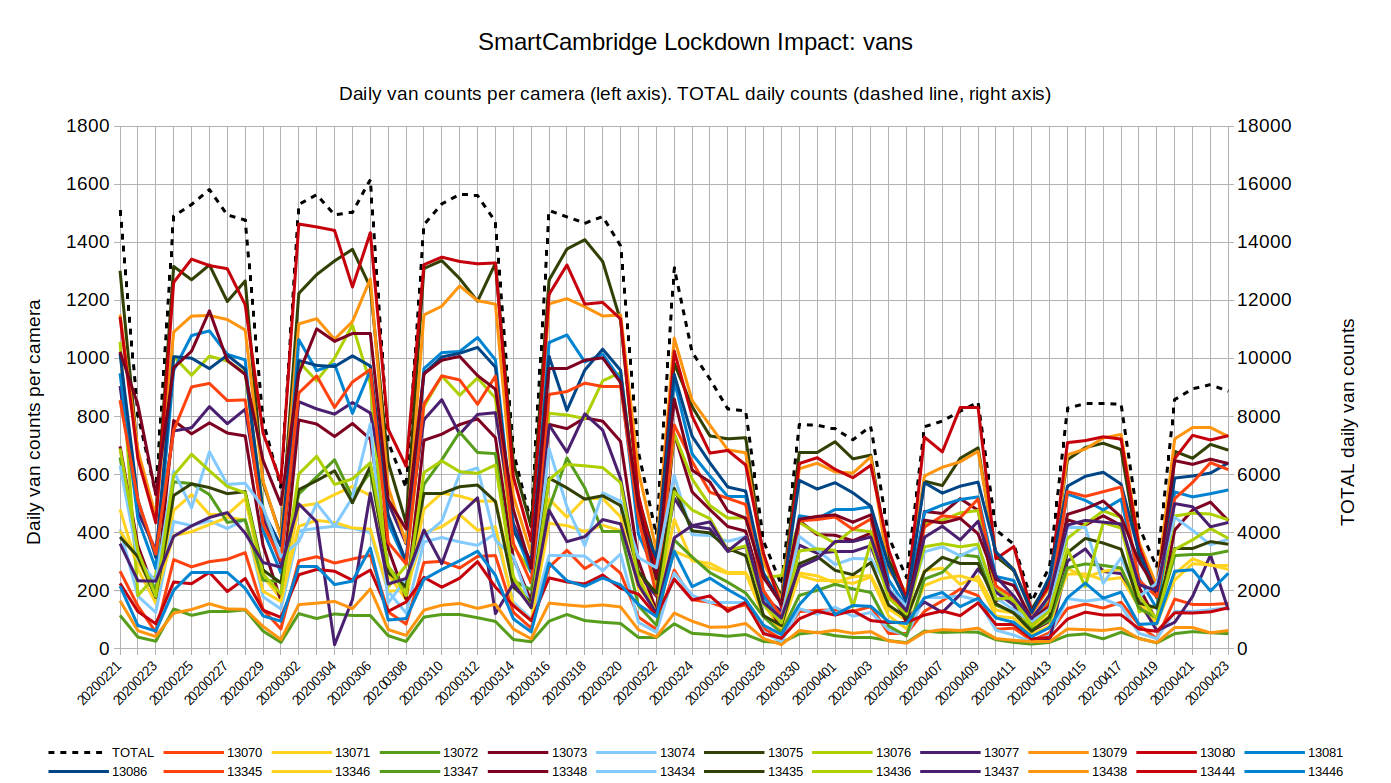 SmartCambridge Lockdown Impact: vans
Daily van counts per camera (left axis). TOTAL daily counts (dashed line, right axis)
Daily van counts per camera
1800
1600
1400
1200
1000
800
600
400
200
0
18000
16000
14000
12000
10000
8000
6000
4000
2000
0
TOTAL daily van counts
20200221 20200223 20200225 20200227 20200229 20200302 20200304 20200306 20200308 20200310 20200312 20200314 20200316 20200318 20200320 20200322 20200324 20200326 20200328 20200330 20200401 20200403 20200405 20200407 20200409 20200411 20200413 20200415 20200417 20200419 20200421 20200423
TOTAL 13070 13071 13072 13073 13074 13075 13076 13077 13079 13080 13081
13086 13345 13346 13347 13348 13434 13435 13436 13437 13438 13444 13446